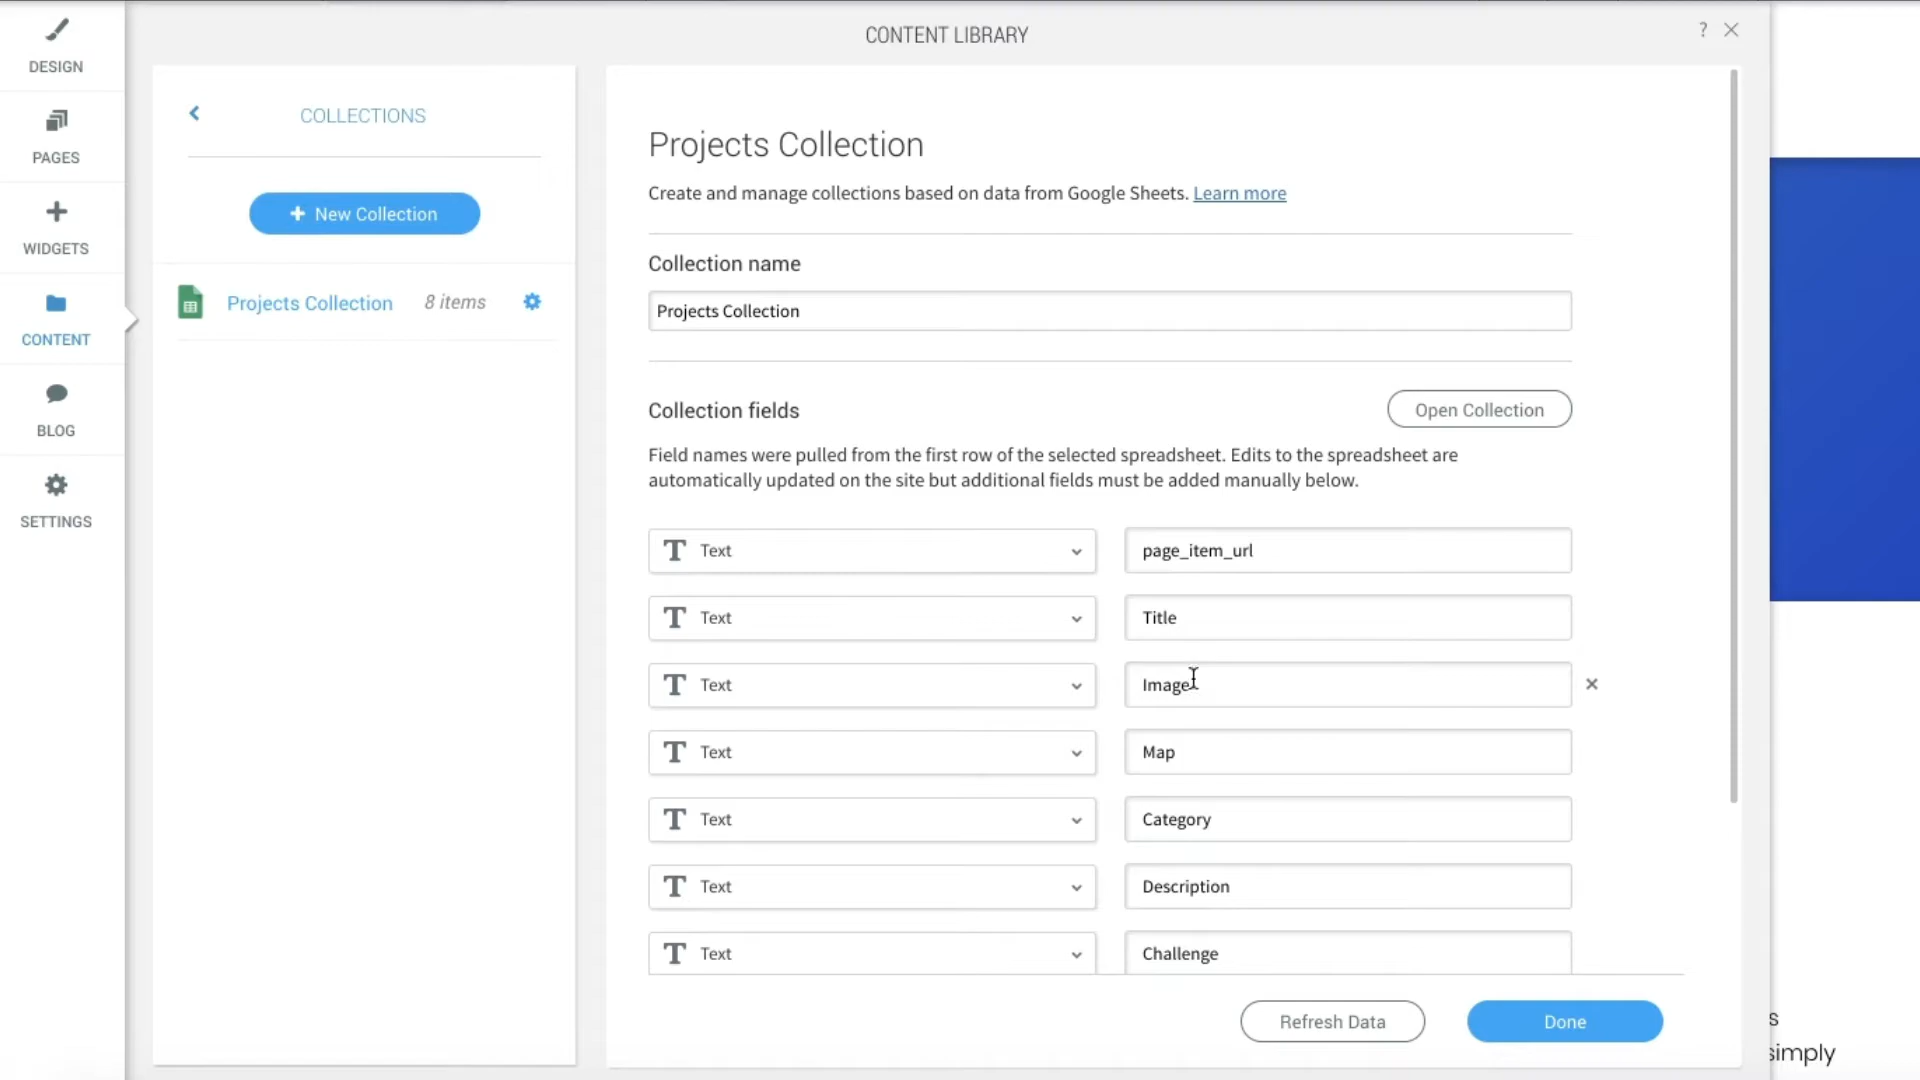 CONTENT LIBRARY
?
DESIGN
PAGES
WIDGETS
CONTENT
BLOG
SETTINGS
COLLECTIONS
+ New Collection
Projects Collection 8 items
Projects Collection
Create and manage collections based on data from Google Sheets. Learn more
Collection name
Projects Collection
Collection fields
Open Collection
Field names were pulled from the first row of the selected spreadsheet. Edits to the spreadsheet are
automatically updated on the site but additional fields must be added manually below.
T Text page_item_url
T Text Title
T Text Image
T Text Map
T Text Category
T Text Description
T Text Challenge
Refresh Data
Done
s
simply